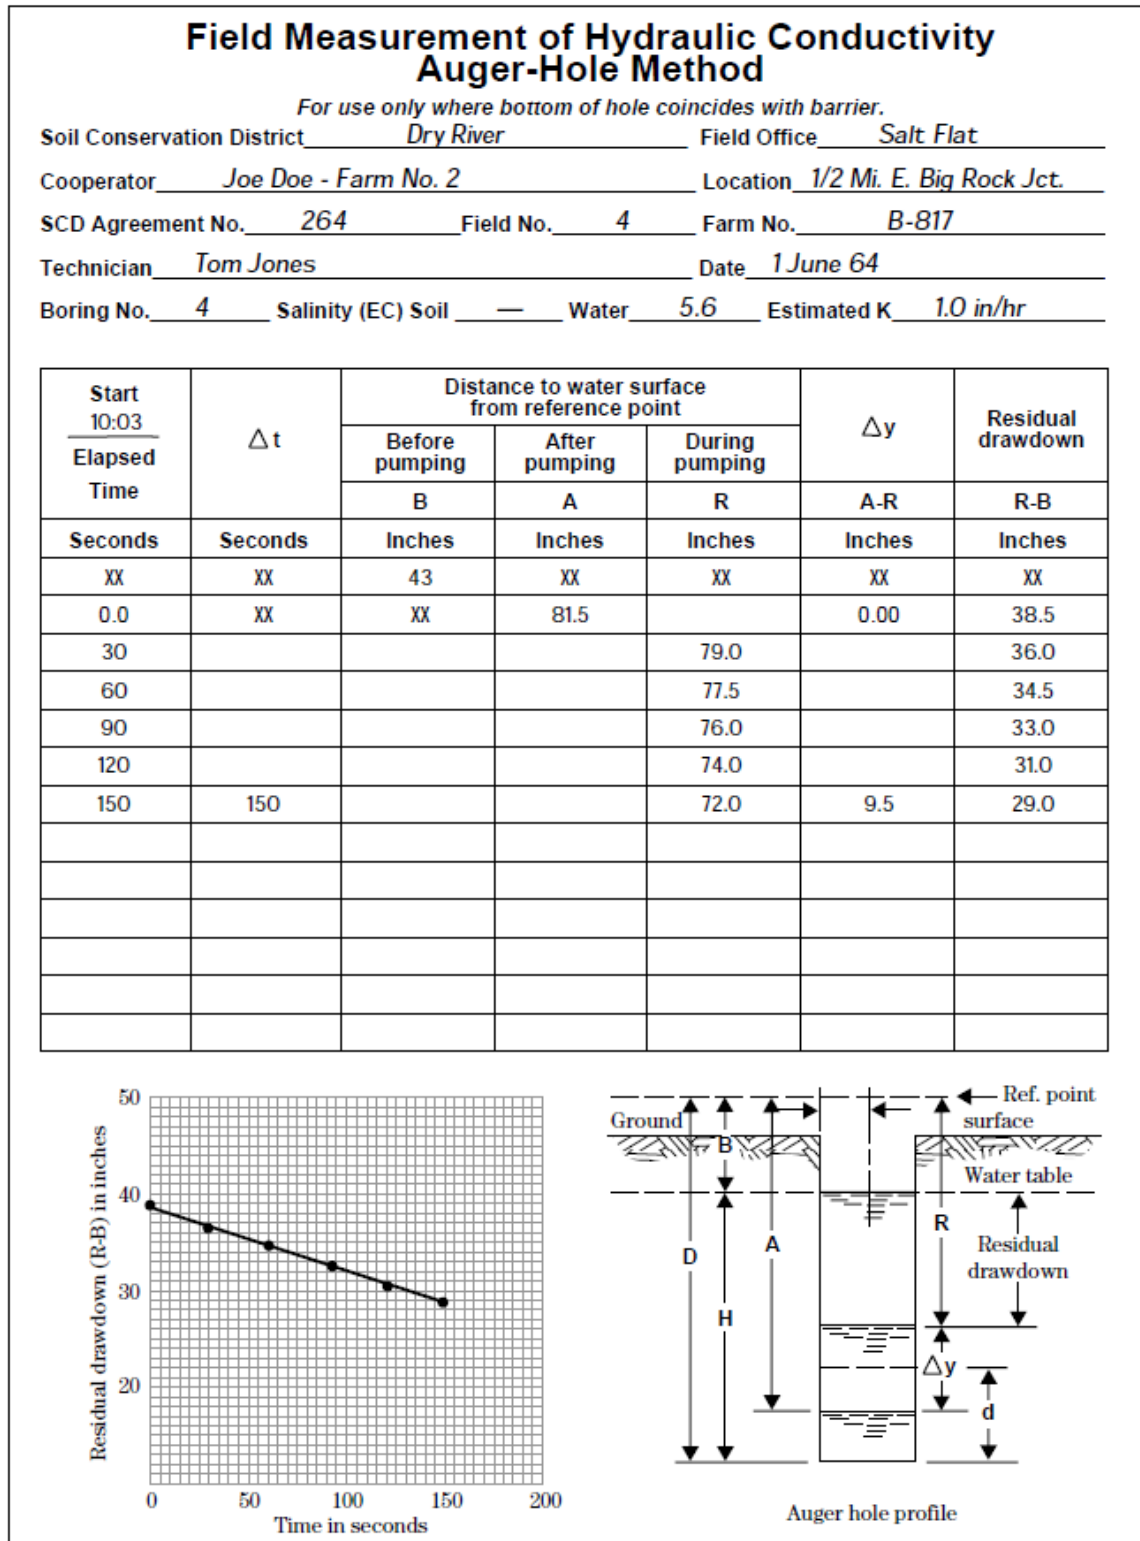 Field Measurement of Hydraulic Conductivity
Auger-Hole Method
For use only where bottom of hole coincides with barrier.
Soil Conservation District Dry River Field Office Salt Flat
Cooperator Joe Doe - Farm No. 2 Location 1/2 Mi. E. Big Rock Jct.
SCD Agreement No. 264 Field No. 4 Farm No. B-817
Technician Tom Jones Date 1 June 64
Boring No. 4 Salinity (EC) Soil — Water 5.6 Estimated K 1.0 in/hr
Start
10:03
Elapsed
Time
△ t
Distance to water surface
from reference point
Before
pumping
After
pumping
During
pumping
△y
Residual
drawdown
B A R A-R R-B
Seconds Seconds Inches Inches Inches Inches Inches
XX XX 43 XX XX XX XX
0.0 XX XX 81.5 0.00 38.5
30 79.0 36.0
60 77.5 34.5
90 76.0 33.0
120 74.0 31.0
150 150 72.0 9.5 29.0
Residual drawdown (R-B) in inches
50
40
30
20
0 50 100 150 200
Time in seconds
Ref. point
Ground
surface
B
Water table
D
A
R
Residual
drawdown
H
△y
d
Auger hole profile